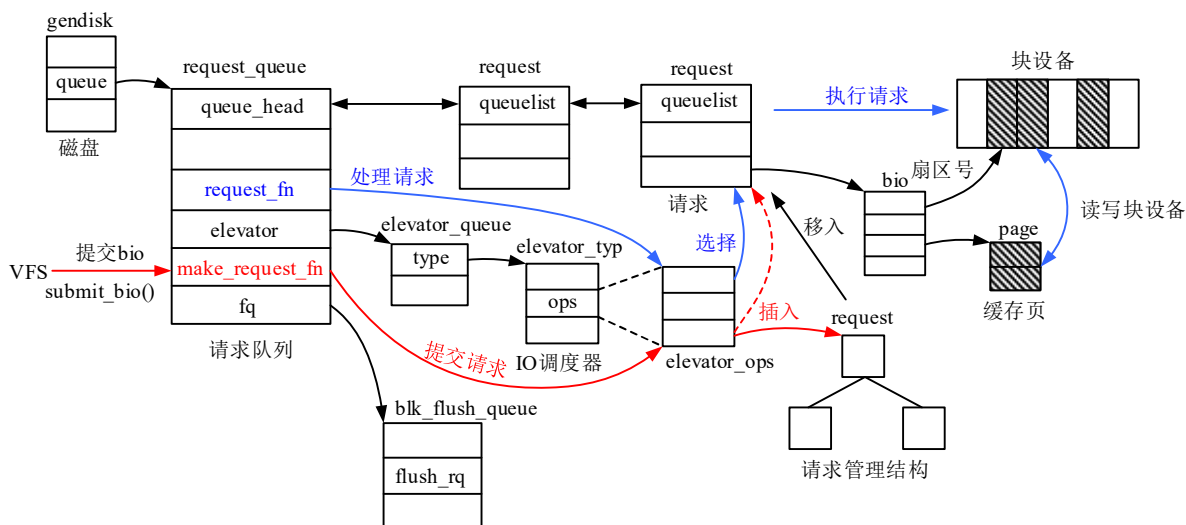 gendisk
queue
磁盘
request_queue
queue_head
request_fn
elevator
make_request_fn
fq
请求队列
VFS
提交bio
submit_bio()
request
queuelist
request
queuelist
请求
处理请求
elevator_queue
type
elevator_typ
ops
IO调度器
提交请求
elevator_ops
选择
插入
移入
request
请求管理结构
blk_flush_queue
flush_rq
执行请求
块设备
bio
扇区号
page
缓存页
读写块设备